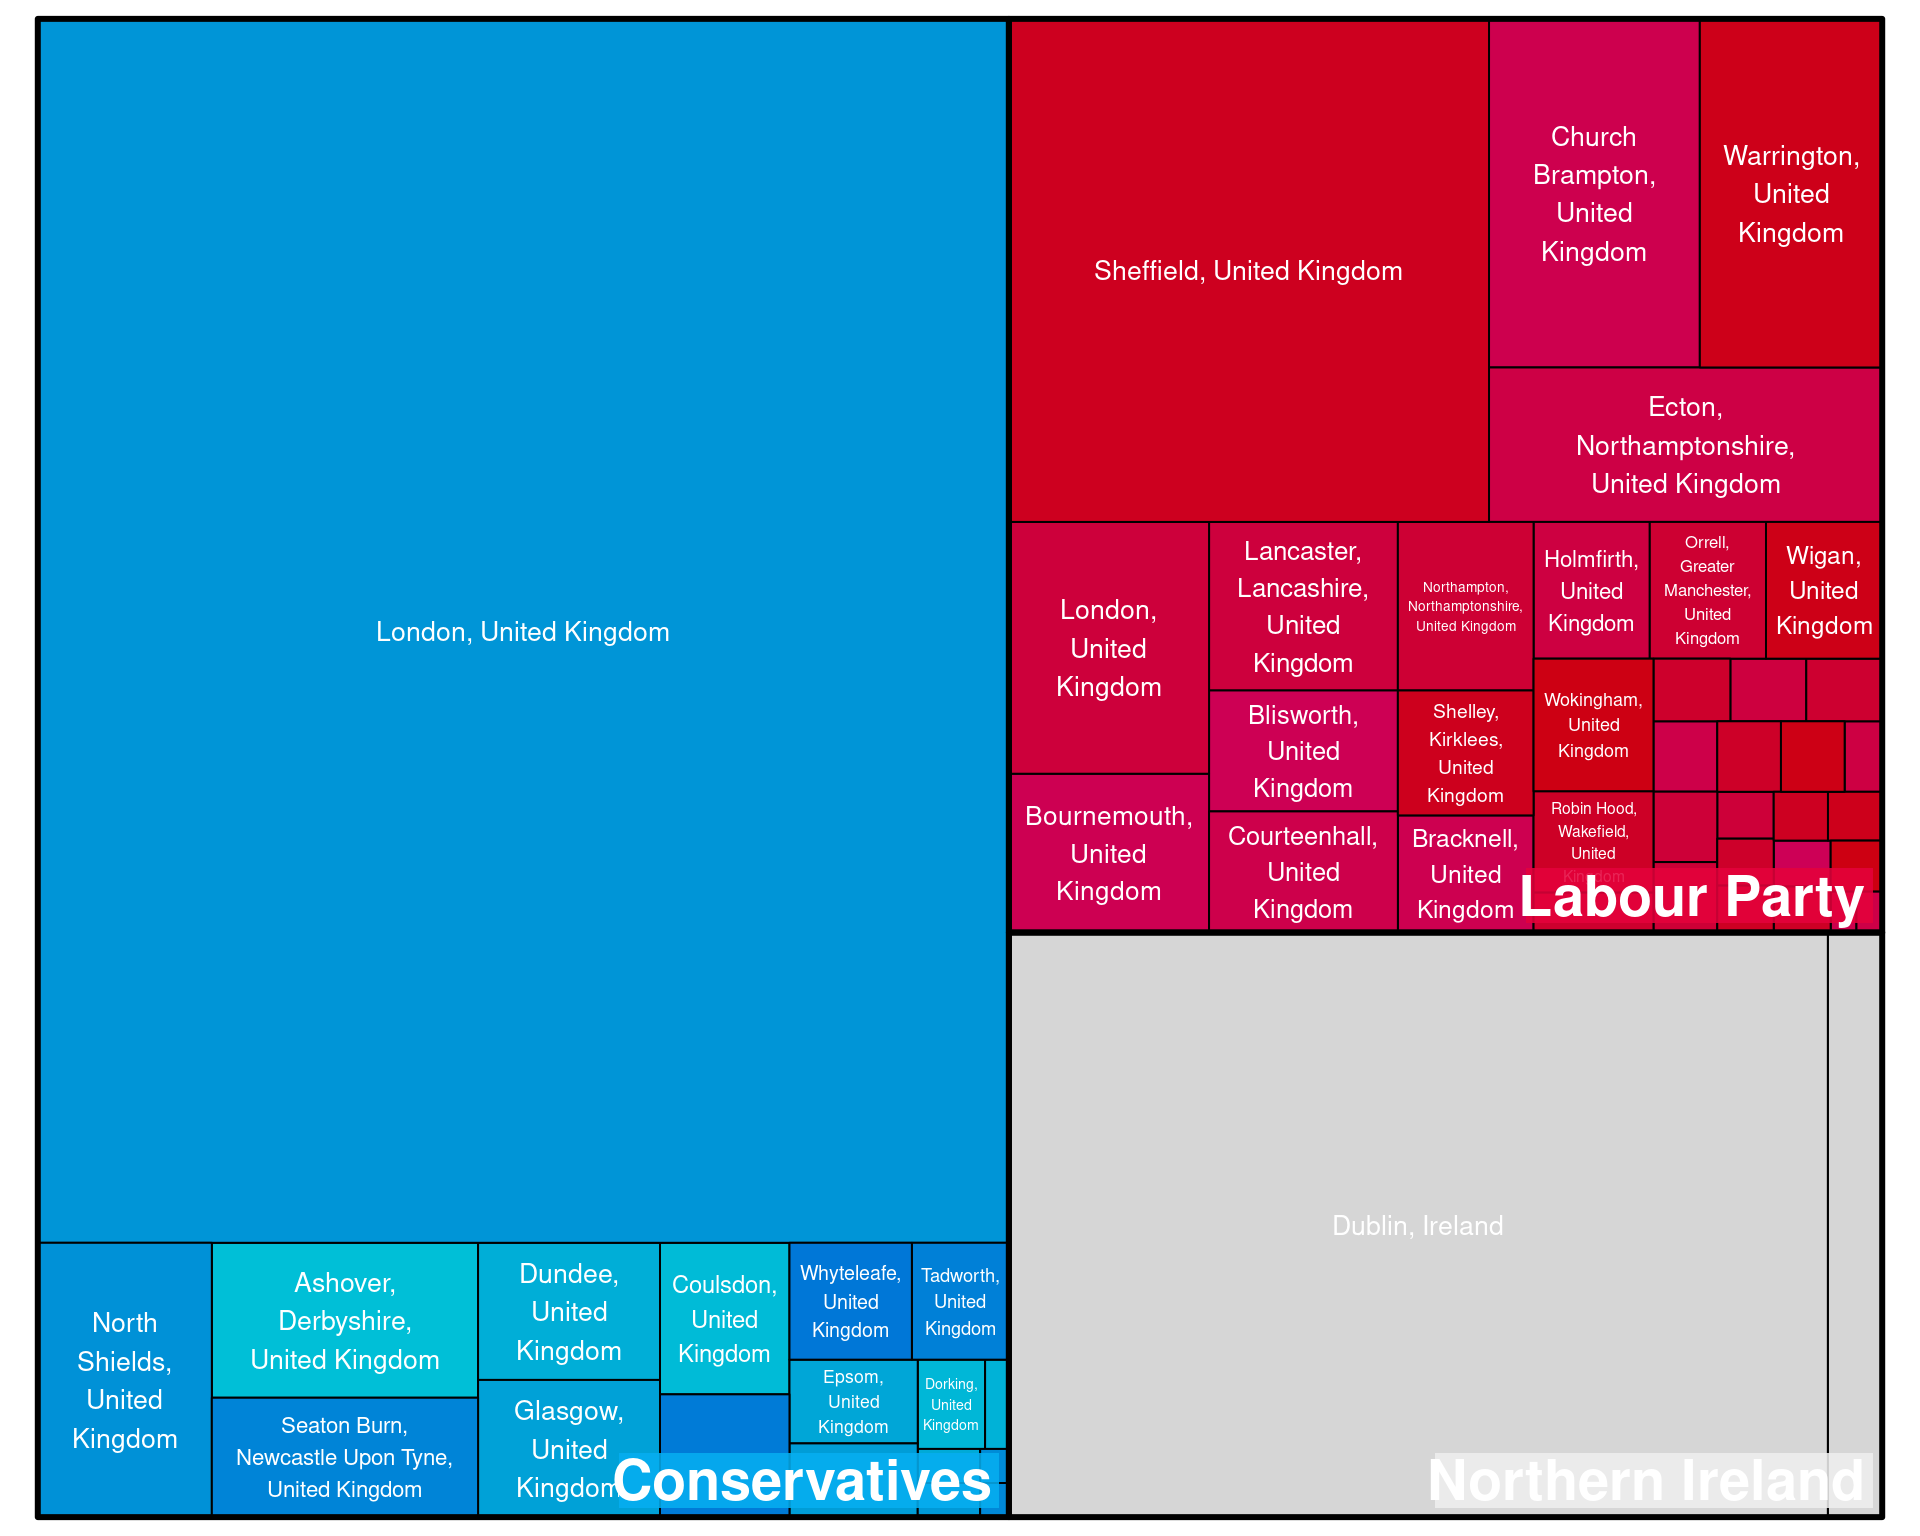 London, United Kingdom
North
Shields,
United
Kingdom
Ashover,
Derbyshire,
United Kingdom
Seaton Burn,
Newcastle Upon Tyne,
United Kingdom
Dundee,
United
Kingdom
Glasgow,
United
Kingdom
Coulsdon,
United
Kingdom
Whyteleafe,
United
Kingdom
Tadworth,
United
Kingdom
Epsom,
United
Kingdom
Dorking,
United
Kingdom
Conservatives
Sheffield, United Kingdom
Church
Brampton,
United
Kingdom
Warrington,
United
Kingdom
Ecton,
Northamptonshire,
United Kingdom
London,
United
Kingdom
Bournemouth,
United
Kingdom
Lancaster,
Lancashire,
United
Kingdom
Blisworth,
United
Kingdom
Courteenhall,
United
Kingdom
Northampton,
Northamptonshire,
United Kingdom
Shelley,
Kirklees,
United
Kingdom
Bracknell,
United
Kingdom
Holmfirth,
United
Kingdom
Orrell,
Greater
Manchester,
United
Kingdom
Wigan,
United
Kingdom
Wokingham,
United
Kingdom
Robin Hood,
Wakefield,
United
Kingdom
Labour Party
Dublin, Ireland
Northern Ireland